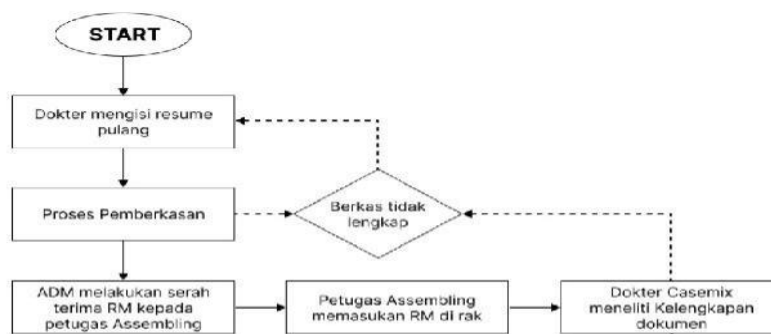 START
Dokter mengisi resume
pulang
Proses Pemberkasan
Berkas tidak
lengkap
ADM melakukan serah
terima RM kepada
petugas Assembling
Petugas Assembling
memasukan RM di rak
Dokter Casemix
meneliti Kelengkapan
dokumen